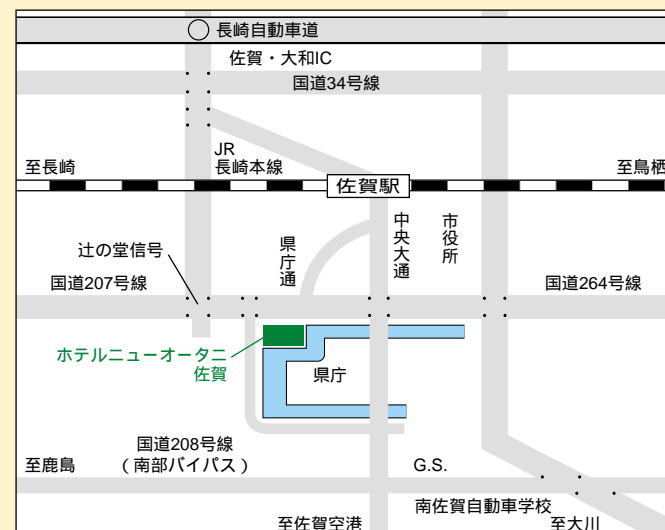 長崎自動車道
佐賀・大和IC
国道34号線
JR
長崎本線
至長崎
至鳥栖
佐賀駅
県庁通
中央大通
市役所
辻の堂信号
国道207号線
国道264号線
ホテルニューオータニ
佐賀
県庁
国道208号線
(南部バイパス)
至鹿島
G.S.
南佐賀自動車学校
至佐賀空港
至大川